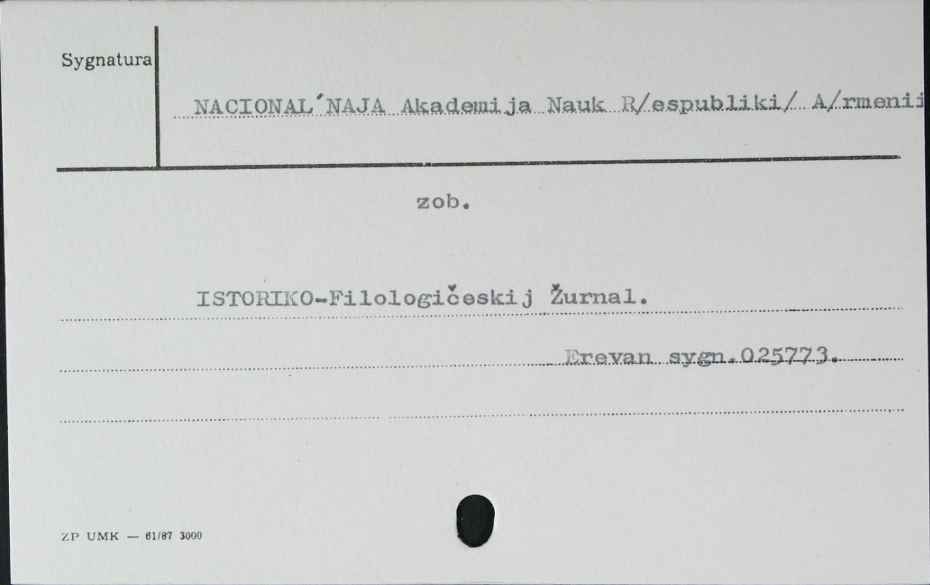 Sygnatura
NACIONAL´NAJA Akademija Nauk R/espubliki/ A/rmenii
zob.
ISTORIKO-Filologičeskij Žurnal.
Erevan sygn.025773.
ZP UMK — 61/87 3000